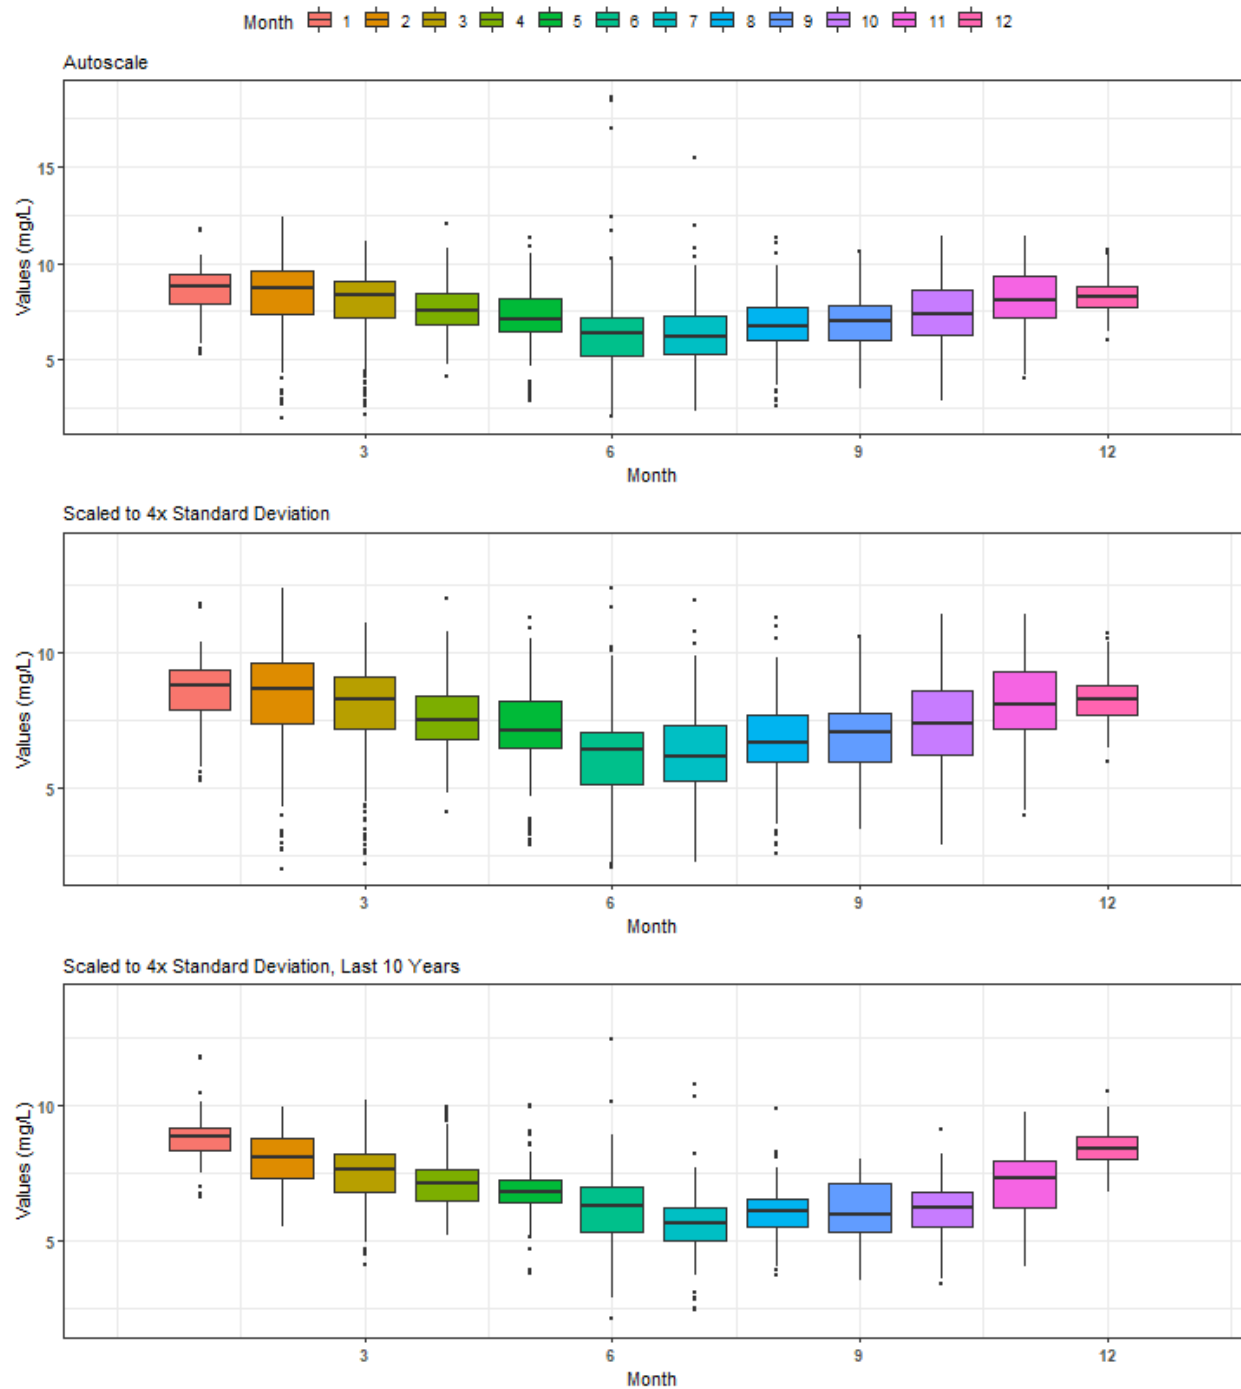 Month 1 2 3 4 5 6 7 8 9 10 11 12
Autoscale
Values (mg/L)
15
10
5
3 6 9 12
Month
Scaled to 4x Standard Deviation
Values (mg/L)
10
5
3 6 9 12
Month
Scaled to 4x Standard Deviation, Last 10 Years
Values (mg/L)
10
5
3 6 9 12
Month